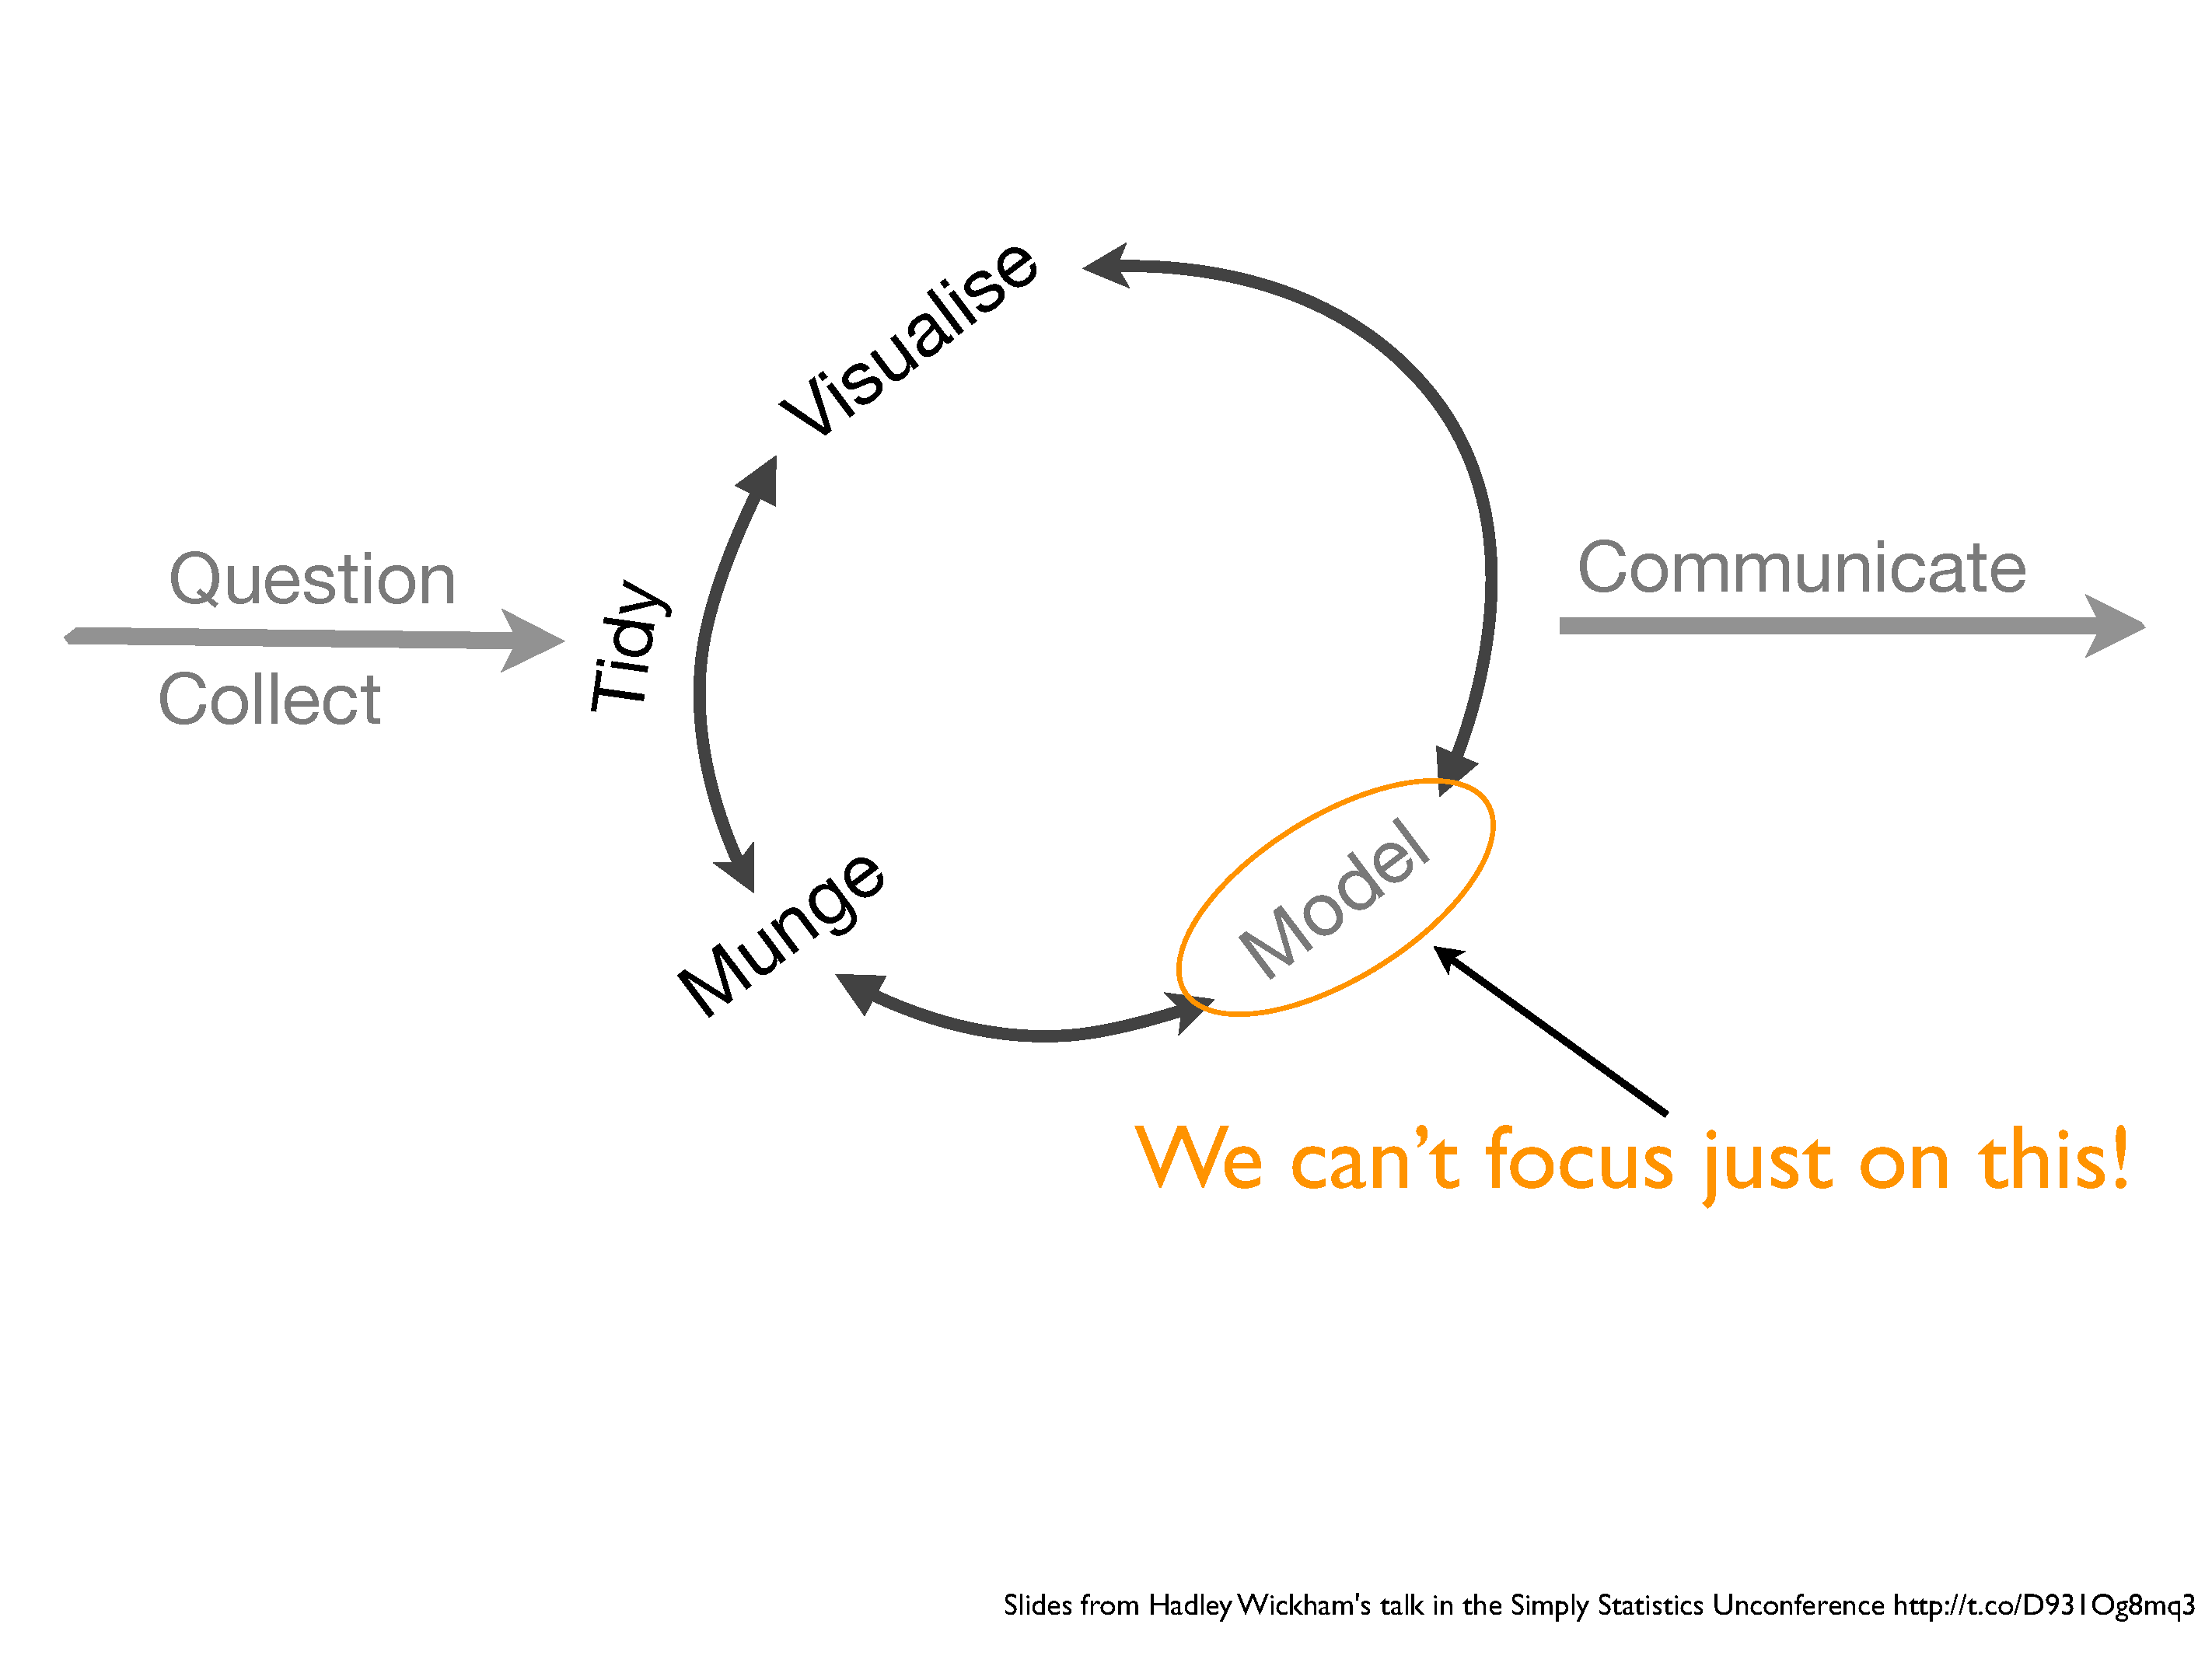 Visualise
Question
Collect
Tidy
Communicate
Munge
Model
We can't focus just on this!
Slides from Hadley Wickham's talk in the Simply Statistics Unconference http://t.co/D931Og8mq3